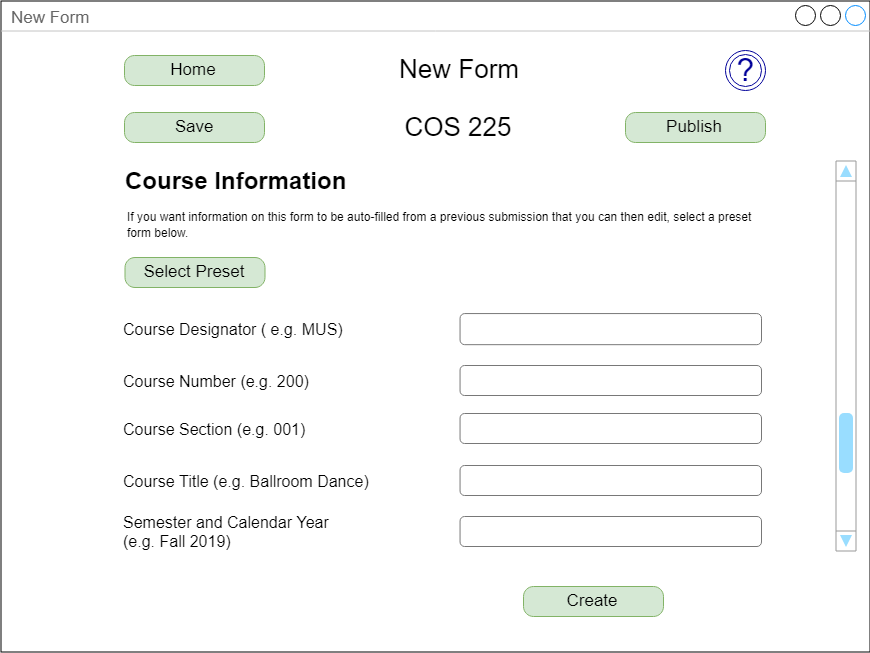 New Form
Home
New Form
?
Save
COS 225
Publish
Course Information
If you want information on this form to be auto-filled from a previous submission that you can then edit, select a preset
form below.
Select Preset
Course Designator ( e.g. MUS)
Course Number (e.g. 200)
Course Section (e.g. 001)
Course Title (e.g. Ballroom Dance)
Semester and Calendar Year
(e.g. Fall 2019)
Create